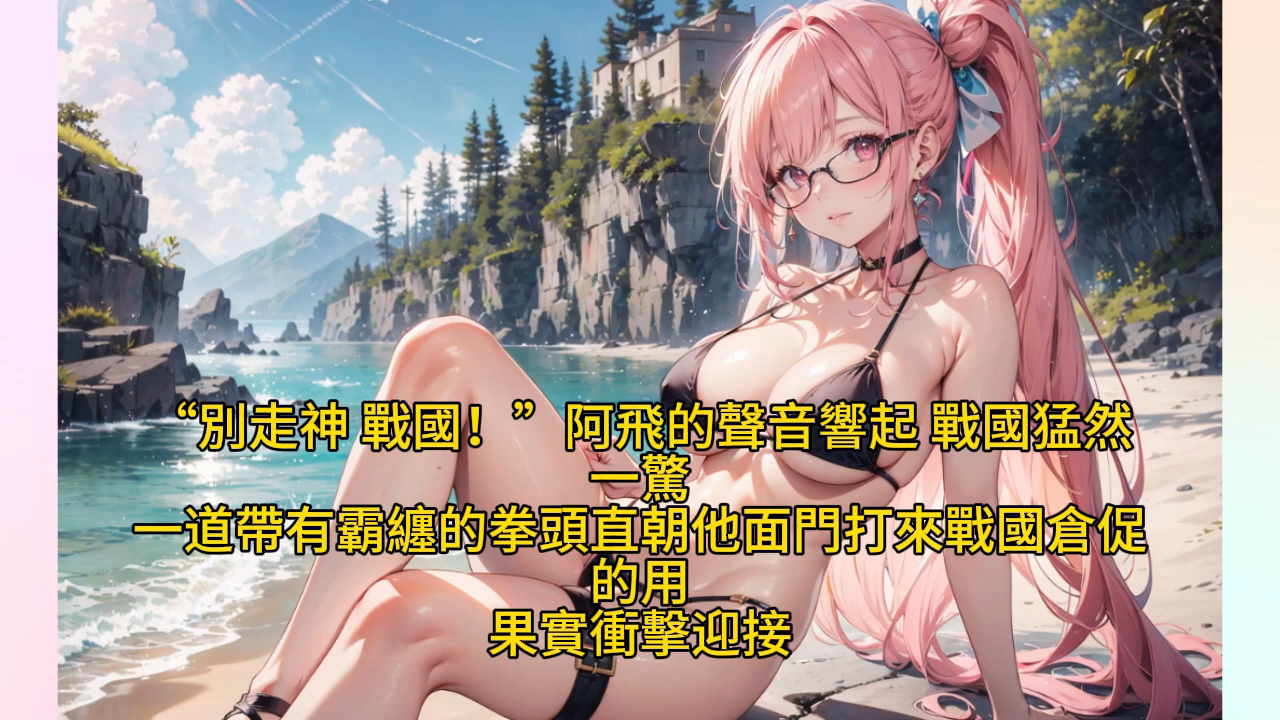 “別走神 戰國！”阿飛的聲音響起 戰國猛然
一驚
一道帶有霸纏的拳頭直朝他面門打來戰國倉促
的用
果實衝擊迎接